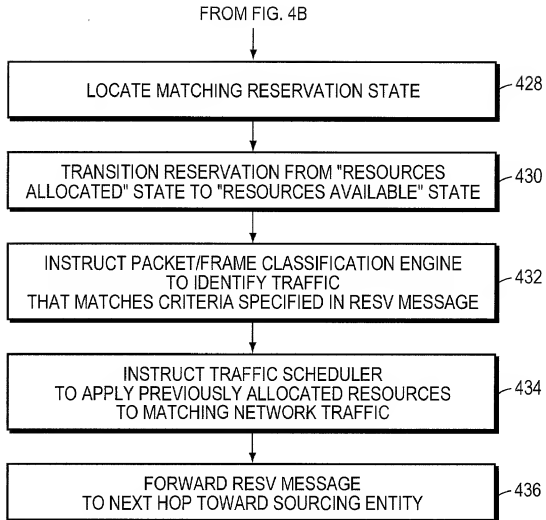 FROM FIG. 4B
LOCATE MATCHING RESERVATION STATE
428
TRANSITION RESERVATION FROM "RESOURCES
ALLOCATED" STATE TO "RESOURCES AVAILABLE" STATE
430
INSTRUCT PACKET/FRAME CLASSIFICATION ENGINE
TO IDENTIFY TRAFFIC
THAT MATCHES CRITERIA SPECIFIED IN RESV MESSAGE
432
INSTRUCT TRAFFIC SCHEDULER
TO APPLY PREVIOUSLY ALLOCATED RESOURCES
TO MATCHING NETWORK TRAFFIC
434
FORWARD RESV MESSAGE
TO NEXT HOP TOWARD SOURCING ENTITY
436